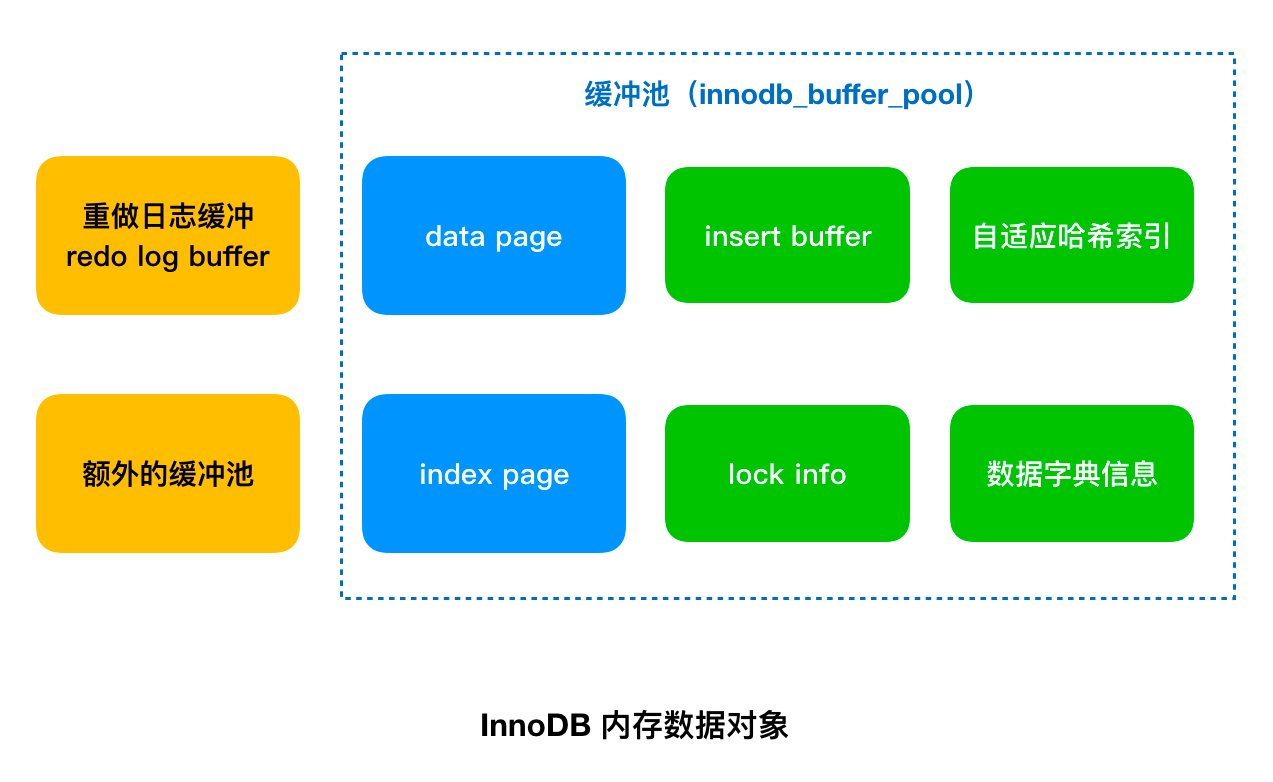 缓冲池（innodb_buffer_pool）
重做日志缓冲
redo log buffer
data page
insert buffer
自适应哈希索引
额外的缓冲池
index page
lock info
数据字典信息
InnoDB 内存数据对象